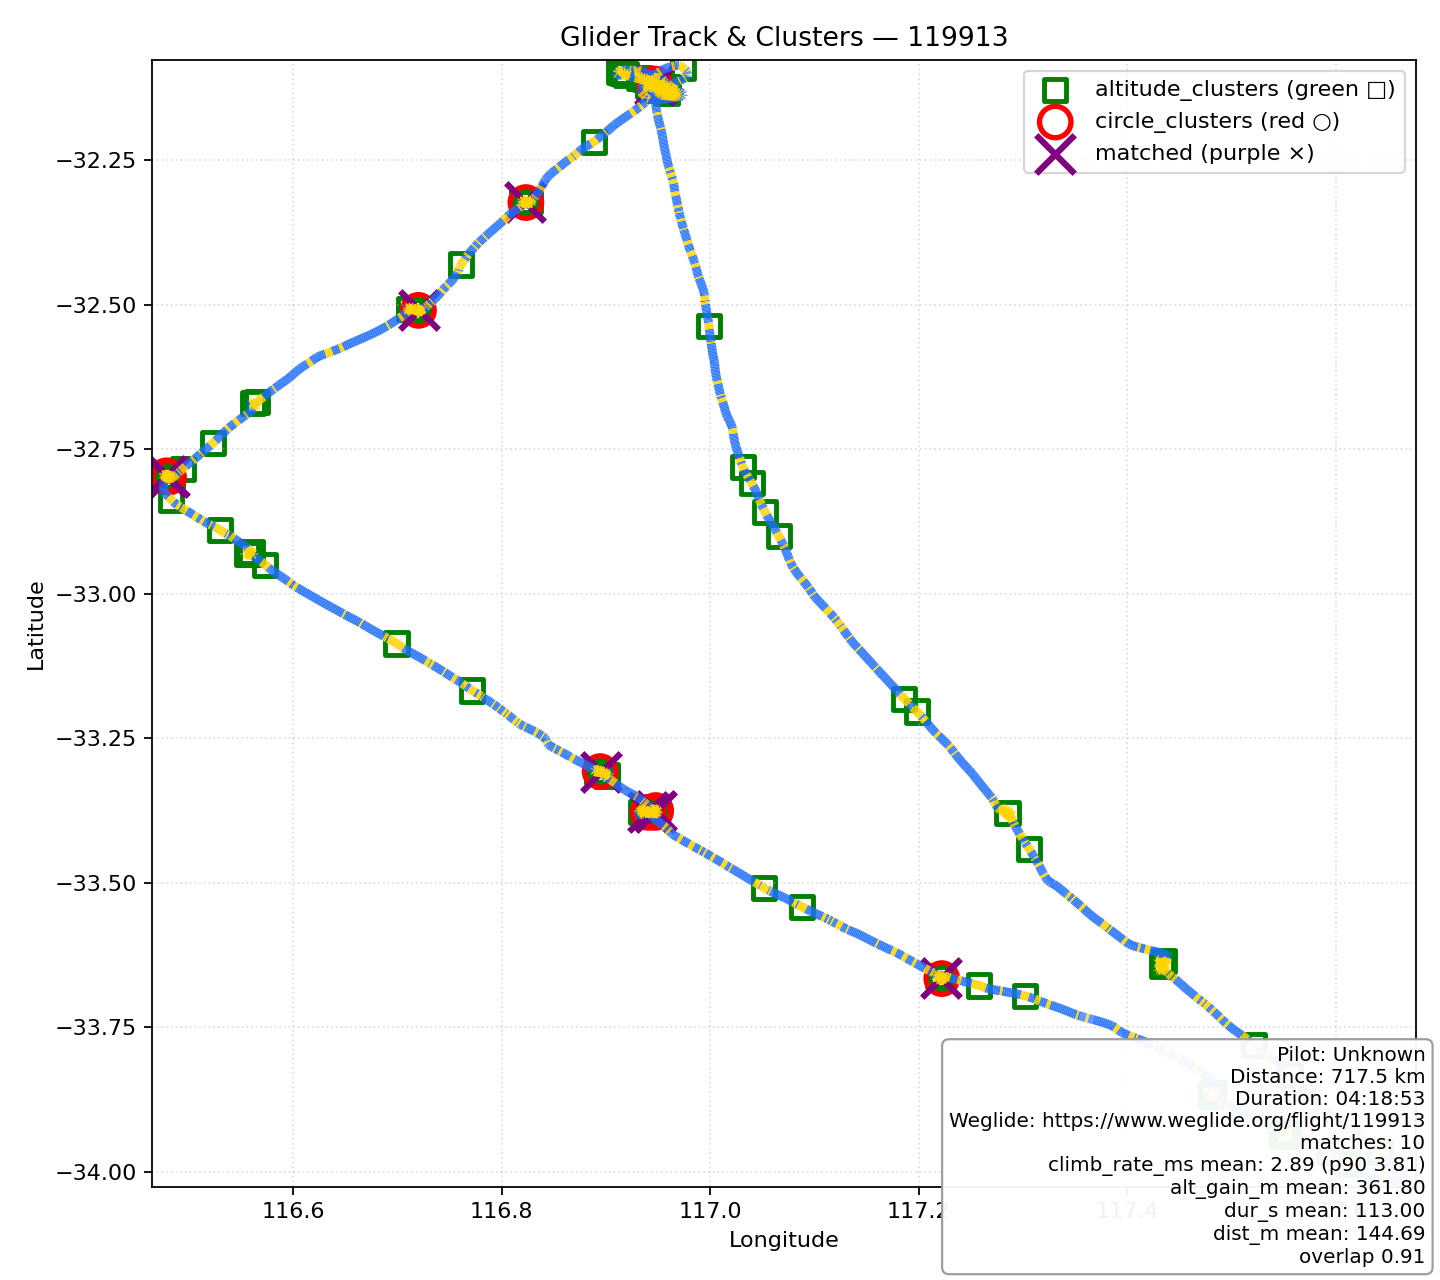 Glider Track & Clusters — 119913
altitude_clusters (green □)
circle_clusters (red ○)
matched (purple ×)
−32.25
−32.50
−32.75
−33.00
−33.25
−33.50
−33.75
−34.00
Latitude
116.6
116.8
117.0
117.2
117.4
Longitude
Pilot: Unknown
Distance: 717.5 km
Duration: 04:18:53
Weglide: https://www.weglide.org/flight/119913
matches: 10
climb_rate_ms mean: 2.89 (p90 3.81)
alt_gain_m mean: 361.80
dur_s mean: 113.00
dist_m mean: 144.69
overlap 0.91